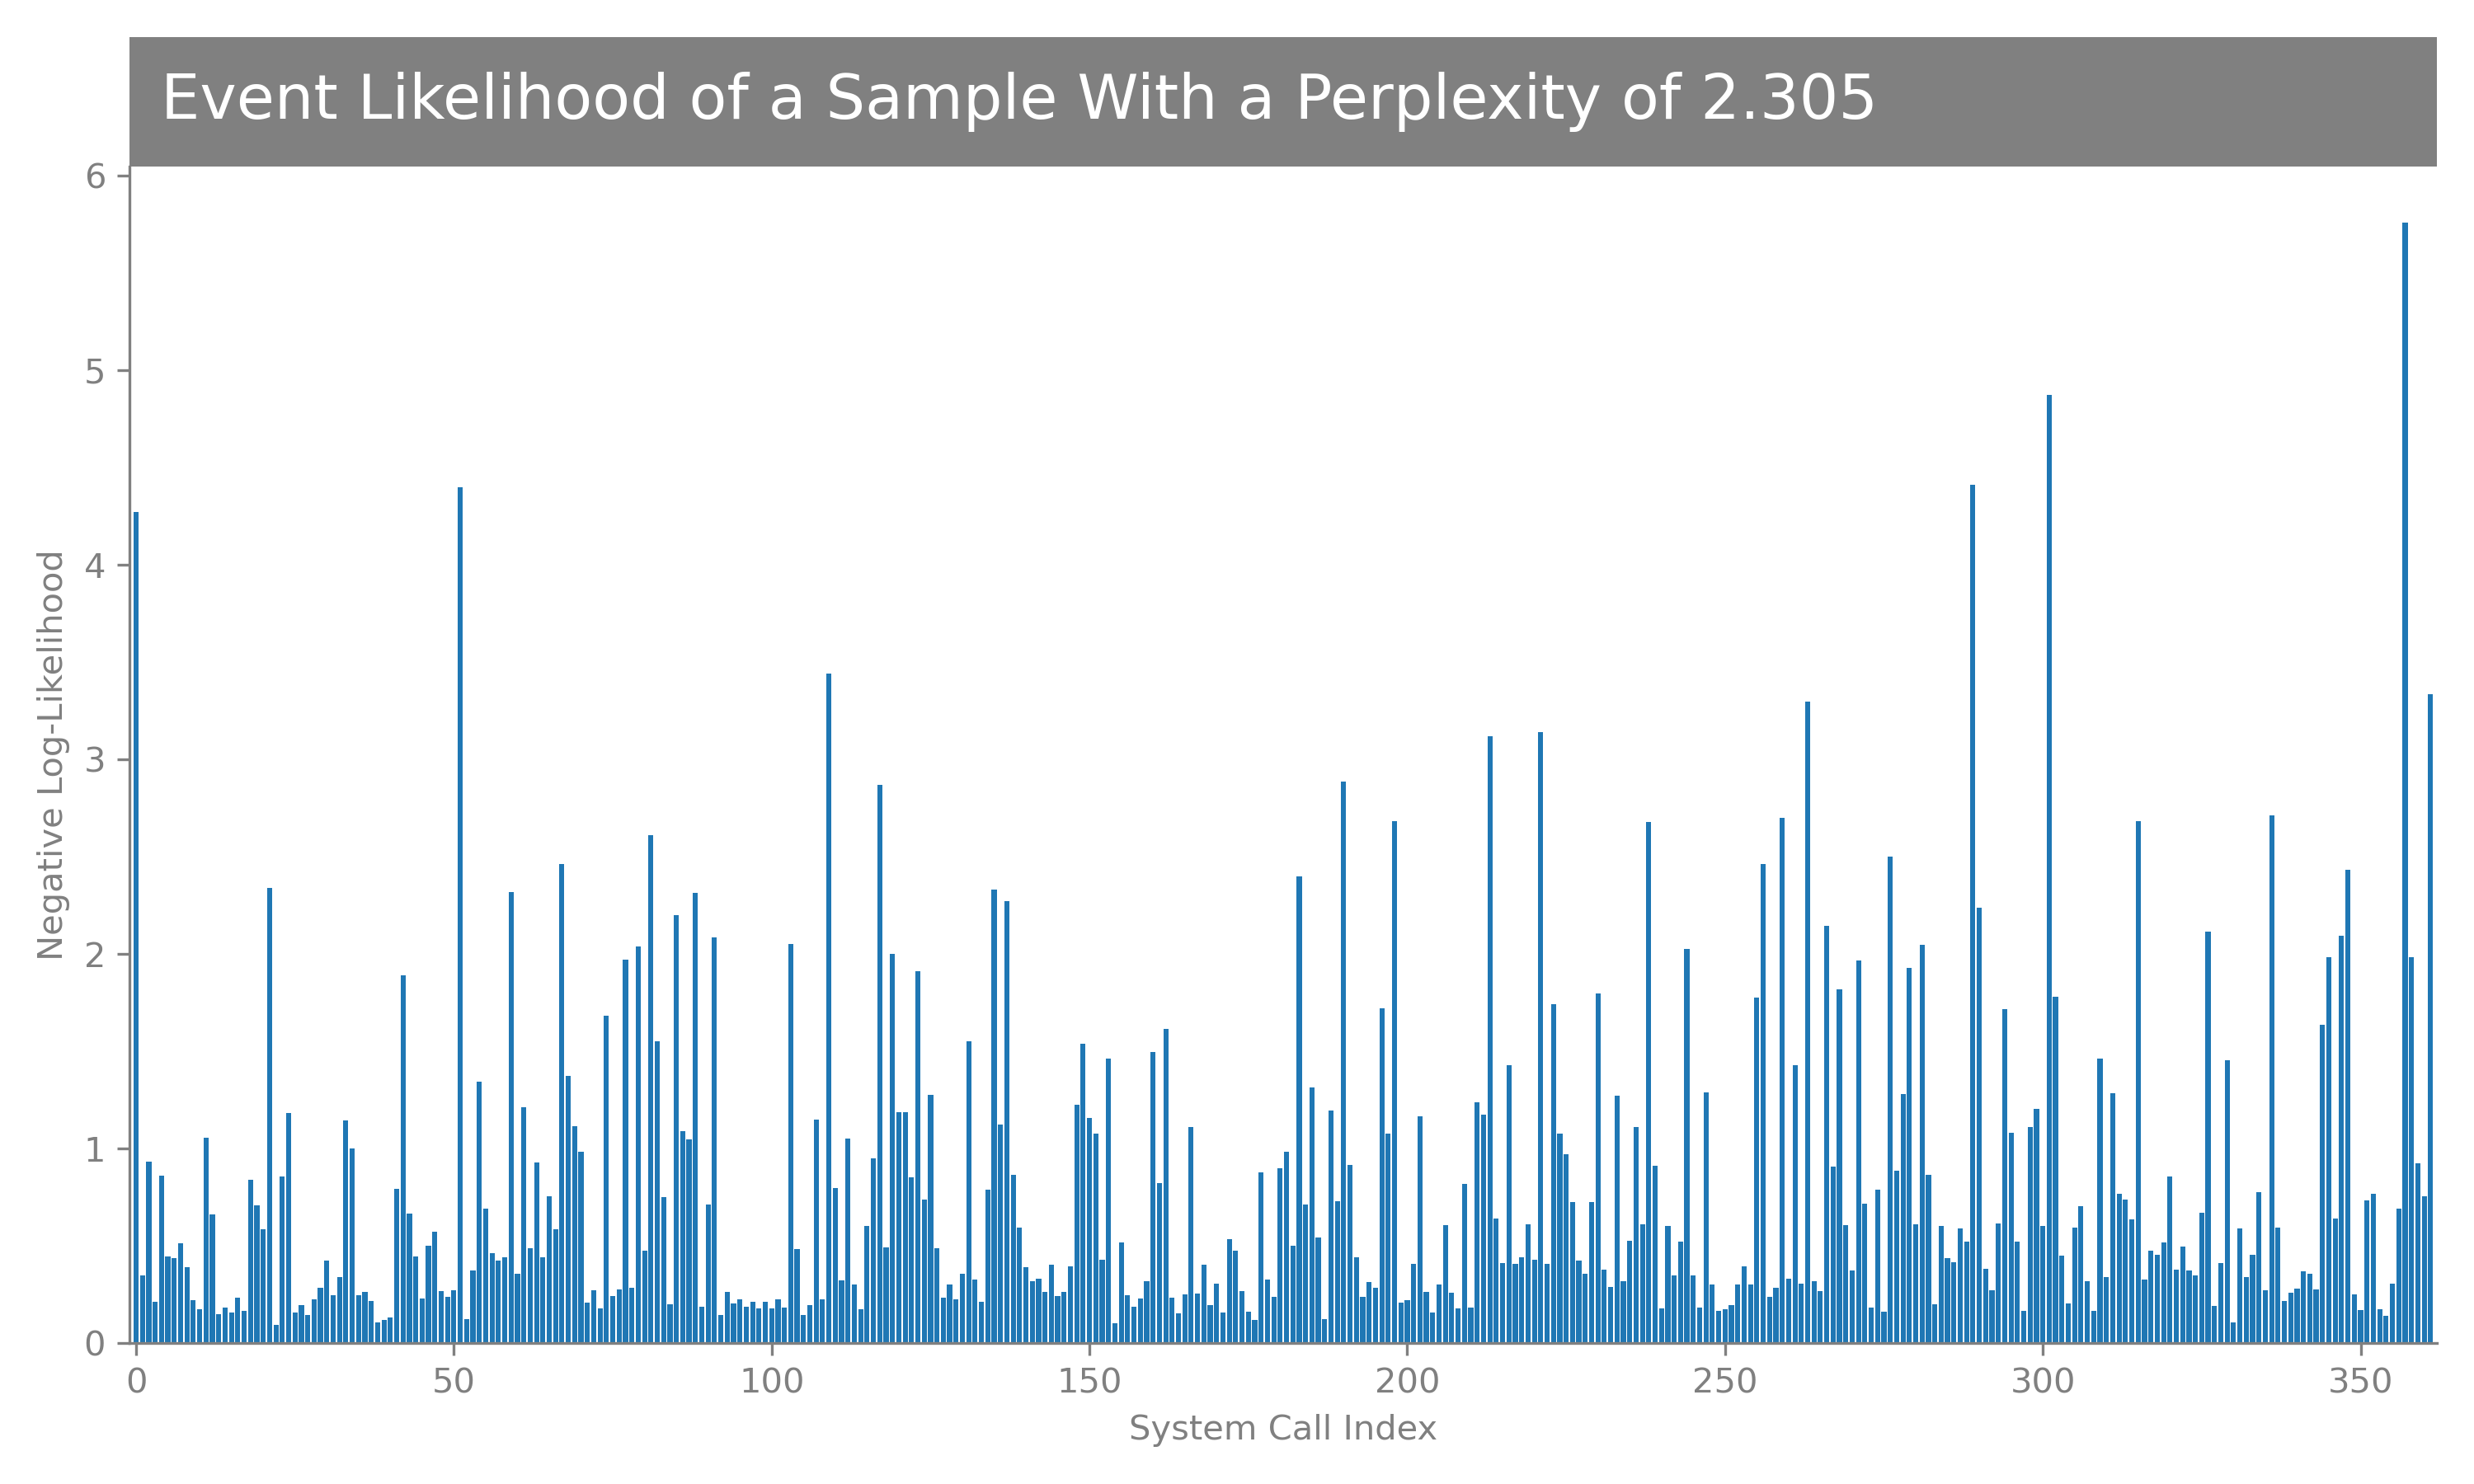 Event Likelihood of a Sample With a Perplexity of 2.305
6
5
4
3
2
1
0
Negative Log-Likelihood
0 50 100 150 200 250 300 350
System Call Index